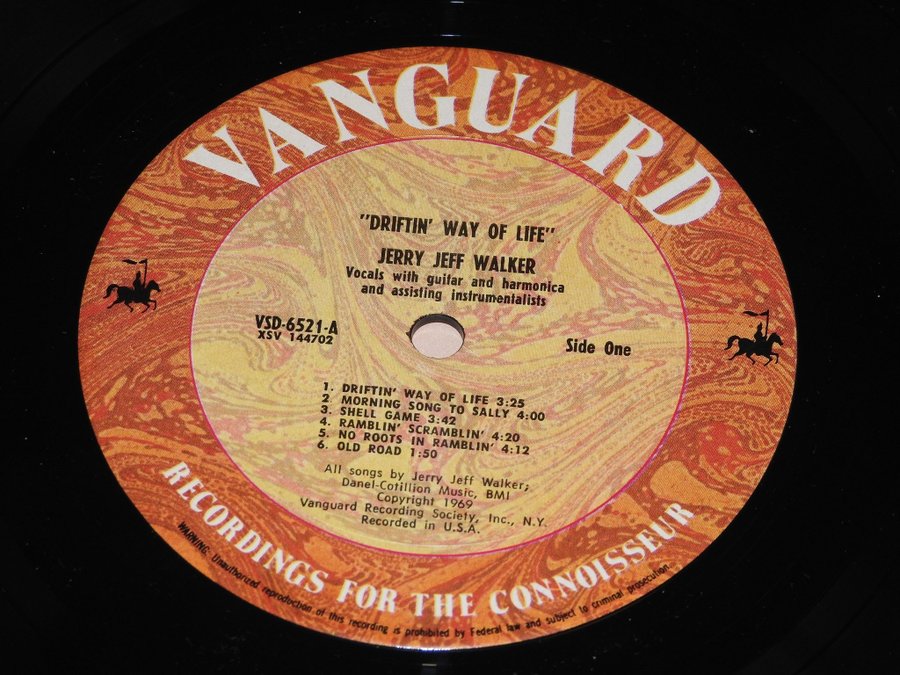 VANGUARD
"DRIFTIN' WAY OF LIFE"
JERRY JEFF WALKER
Vocals with guitar and harmonica
and assisting instrumentalists
VSD-6521-A
XSV 144702
Side One
1. DRIFTIN' WAY OF LIFE 3:25
2 MORNING SONG TO SALLY 4:00
3. SHELL GAME 3:42
4. RAMBLIN' SCRAMBLIN' 4:20
5. NO ROOTS IN RAMBLIN' 4:12
6. OLD ROAD 1:50
All songs by Jerry Jeff Walker;
Danel-Cotillion Music, BMI
Copyright 1969
Vanguard Recording Society, Inc., N.Y.
Recorded in U.S.A.
RECORDINGS FOR THE CONNOISSEUR
WARNING: Unauthorized reproduction of this recording is prohibited by Federal law and subject to criminal prosecution.